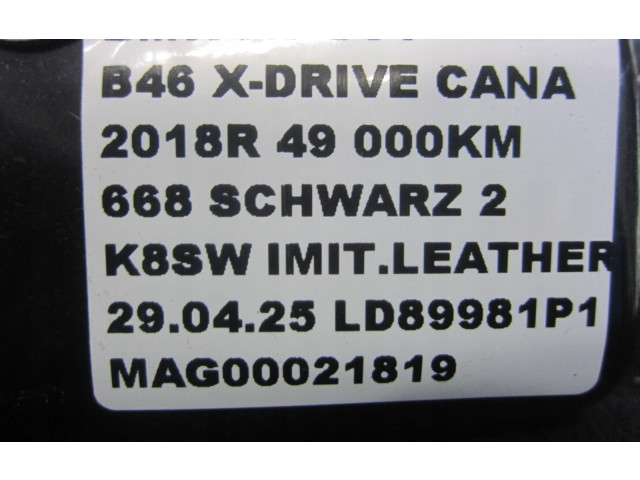 B46 X-DRIVE CANA
2018R 49 000KM
668 SCHWARZ 2
K8SW IMIT.LEATHER
29.04.25 LD89981P1
MAG00021819